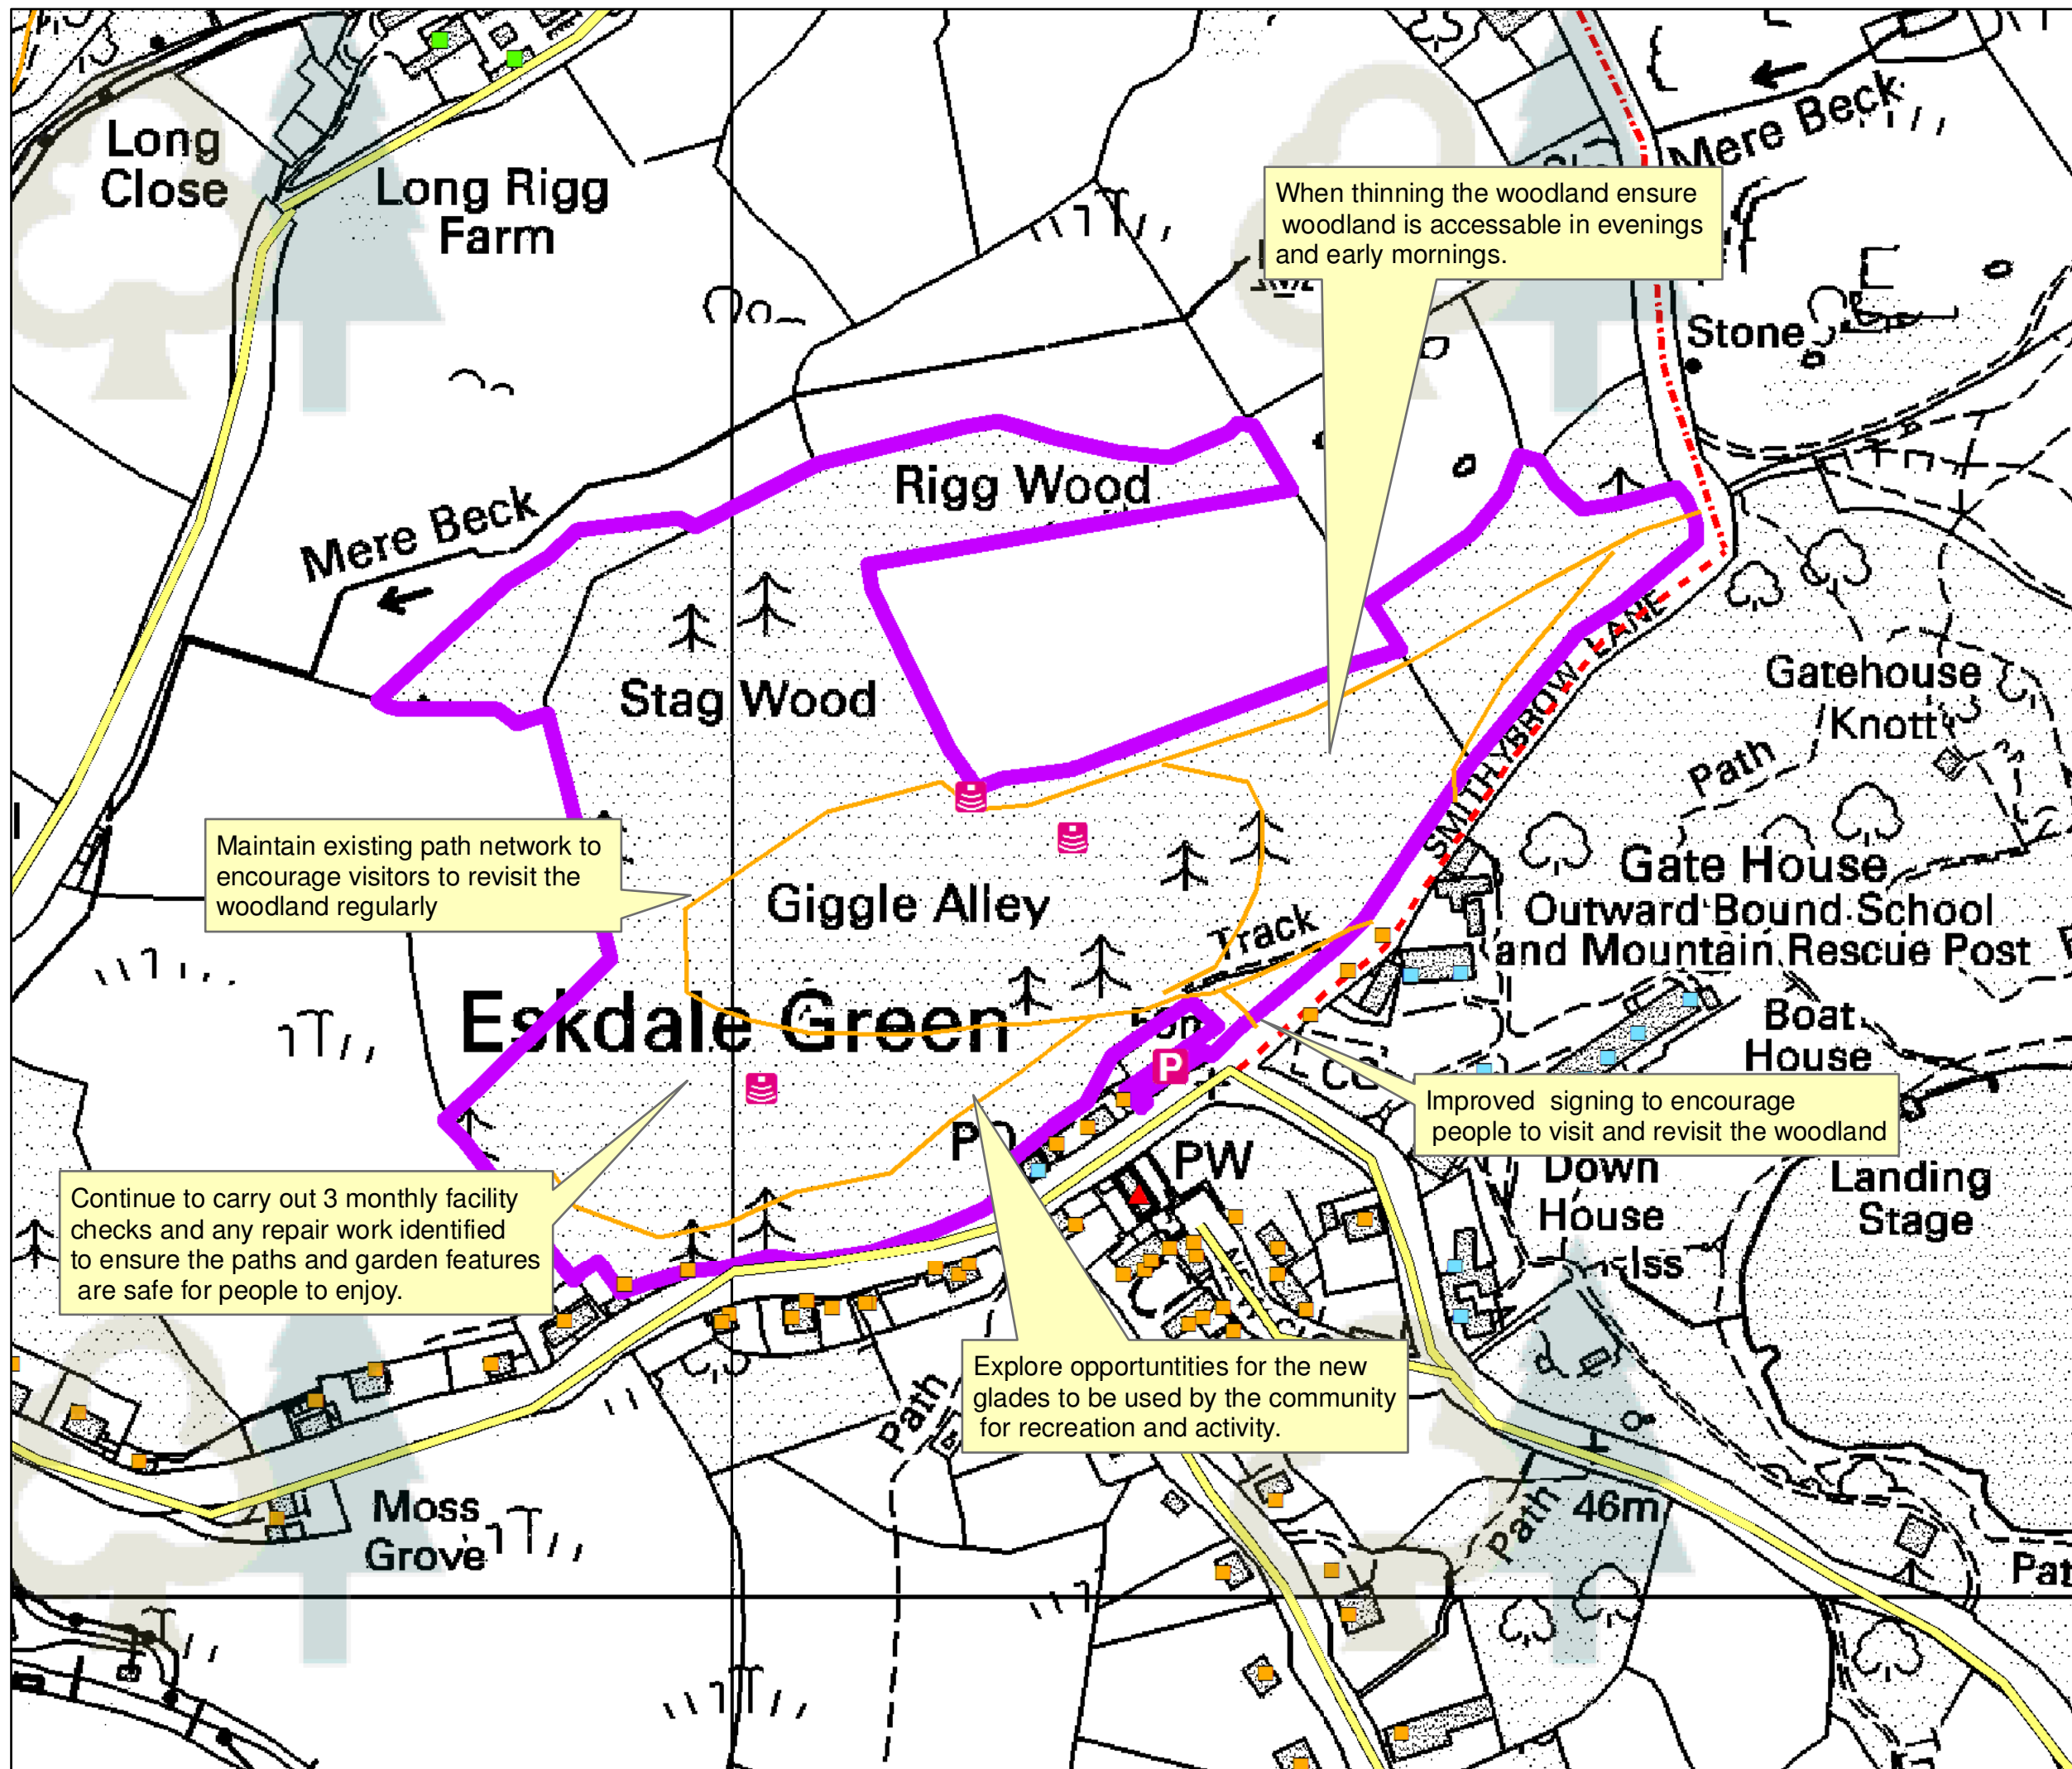 Long
Close
Long Rigg
Farm
Mere Beck
When thinning the woodland ensure
woodland is accessable in evenings
and early mornings.
Stone
Rigg Wood
Mere Beck
Stag Wood
SMITHYBROW LANE
Gatehouse
Knott
Path
Maintain existing path network to
encourage visitors to revisit the
woodland regularly
Giggle Alley
Track
Gate House
Outward Bound School
and Mountain Rescue Post
Eskdale Green
P
Boat
House
Improved  signing to encourage
people to visit and revisit the woodland
PO
PW
Down
House
Landing
Stage
Continue to carry out 3 monthly facility
checks and any repair work identified
to ensure the paths and garden features
are safe for people to enjoy.
Iss
Explore opportuntities for the new
glades to be used by the community
for recreation and activity.
Path
Moss
Grove
Path
46m
Pat